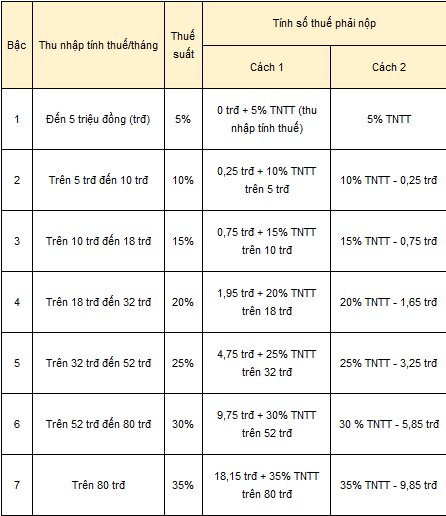 Bậc
Thu nhập tính thuế/tháng
Thuế
suất
Tính số thuế phải nộp
Cách 1
Cách 2
1
Đến 5 triệu đồng (trđ)
5%
0 trđ + 5% TNTT (thu
nhập tính thuế)
5% TNTT
2
Trên 5 trđ đến 10 trđ
10%
0,25 trđ + 10% TNTT
trên 5 trđ
10% TNTT - 0,25 trđ
3
Trên 10 trđ đến 18 trđ
15%
0,75 trđ + 15% TNTT
trên 10 trđ
15% TNTT - 0,75 trđ
4
Trên 18 trđ đến 32 trđ
20%
1,95 trđ + 20% TNTT
trên 18 trđ
20% TNTT - 1,65 trđ
5
Trên 32 trđ đến 52 trđ
25%
4,75 trđ + 25% TNTT
trên 32 trđ
25% TNTT - 3,25 trđ
6
Trên 52 trđ đến 80 trđ
30%
9,75 trđ + 30% TNTT
trên 52 trđ
30 % TNTT - 5,85 trđ
7
Trên 80 trđ
35%
18,15 trđ + 35% TNTT
trên 80 trđ
35% TNTT - 9,85 trđ